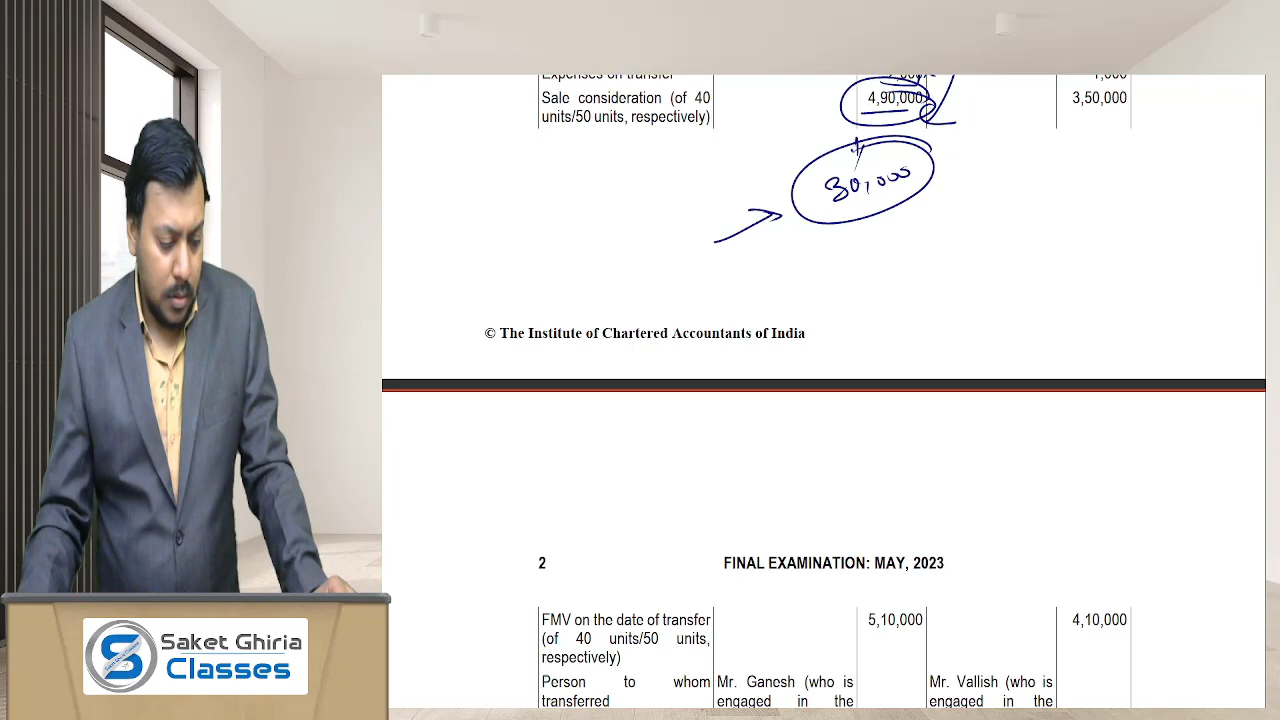 Expenses on transfer 1,000
Sale consideration (of 40 4,90,000 3,50,000
units/50 units, respectively)
30,000
© The Institute of Chartered Accountants of India
2 FINAL EXAMINATION: MAY, 2023
FMV on the date of transfer 5,10,000 4,10,000
(of 40 units/50 units,
respectively)
Person to whom Mr. Ganesh (who is Mr. Vallish (who is
transferred engaged in the engaged in the
S Saket Ghiria
Classes